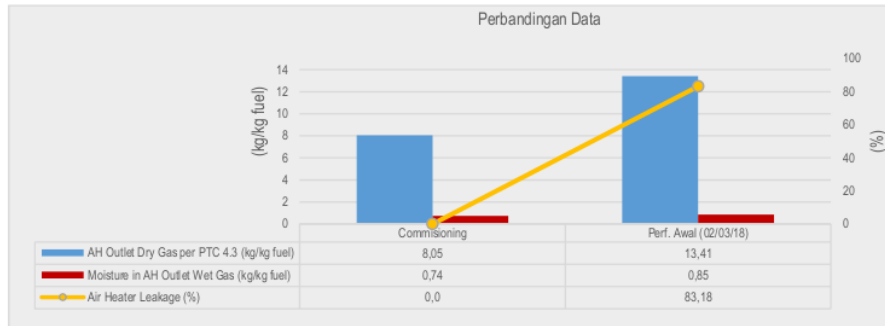 Perbandingan Data
14
12
10
8
6
4
2
0
(kg/kg fuel)
100
80
60
40
20
0
(%)
Commisioning Perf. Awal (02/03/18)
AH Outlet Dry Gas per PTC 4.3 (kg/kg fuel) 8,05 13,41
Moisture in AH Outlet Wet Gas (kg/kg fuel) 0,74 0,85
Air Heater Leakage (%) 0,0 83,18